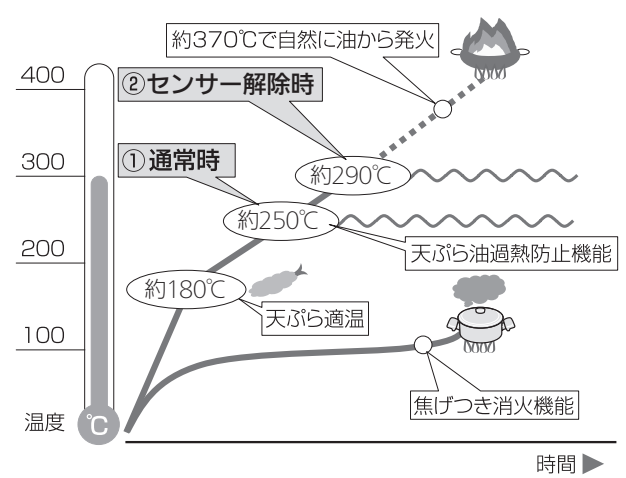 約370℃で自然に油から発火
400
②センサー解除時
300
①通常時
約290℃
約250℃
200
天ぷら油過熱防止機能
約180℃
天ぷら適温
100
焦げつき消火機能
温度
℃
時間